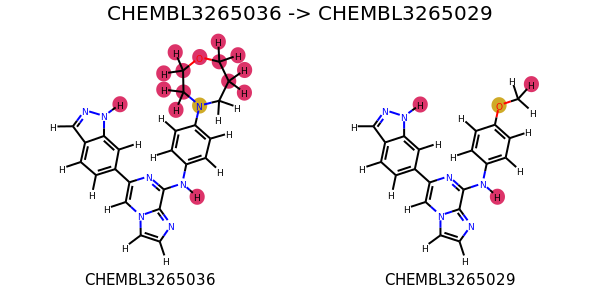 CHEMBL3265036 -> CHEMBL3265029
H H O H H H H H H H N H H
H N N H H H H H H H H N N H H N N H H
H H O H H N N H H H H H H H H N N H H N N H H
CHEMBL3265036 CHEMBL3265029